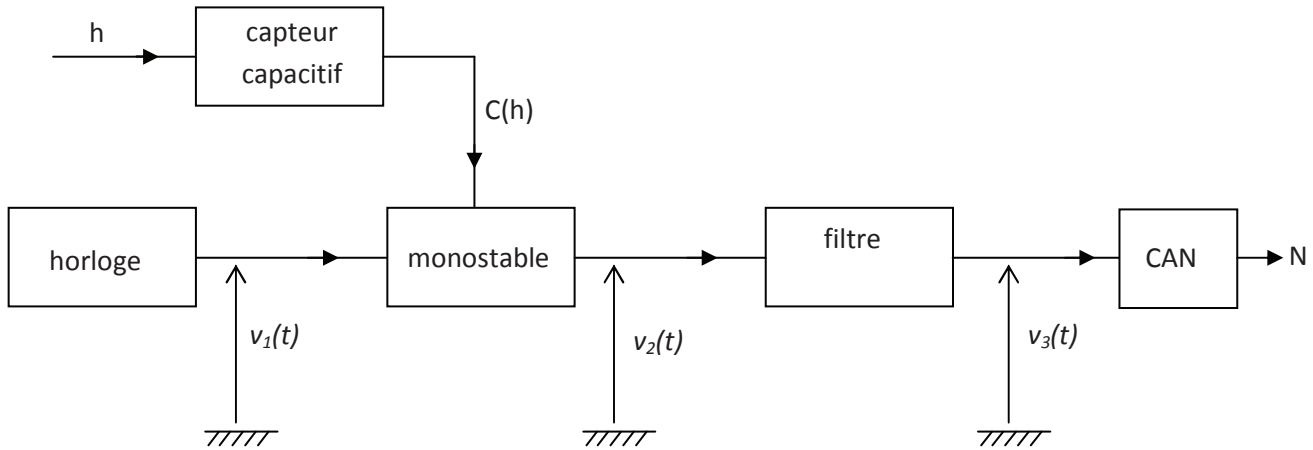 h
capteur
capacitif
C(h)
horloge
monostable
filtre
CAN
N
v₁(t)
v₂(t)
v₃(t)